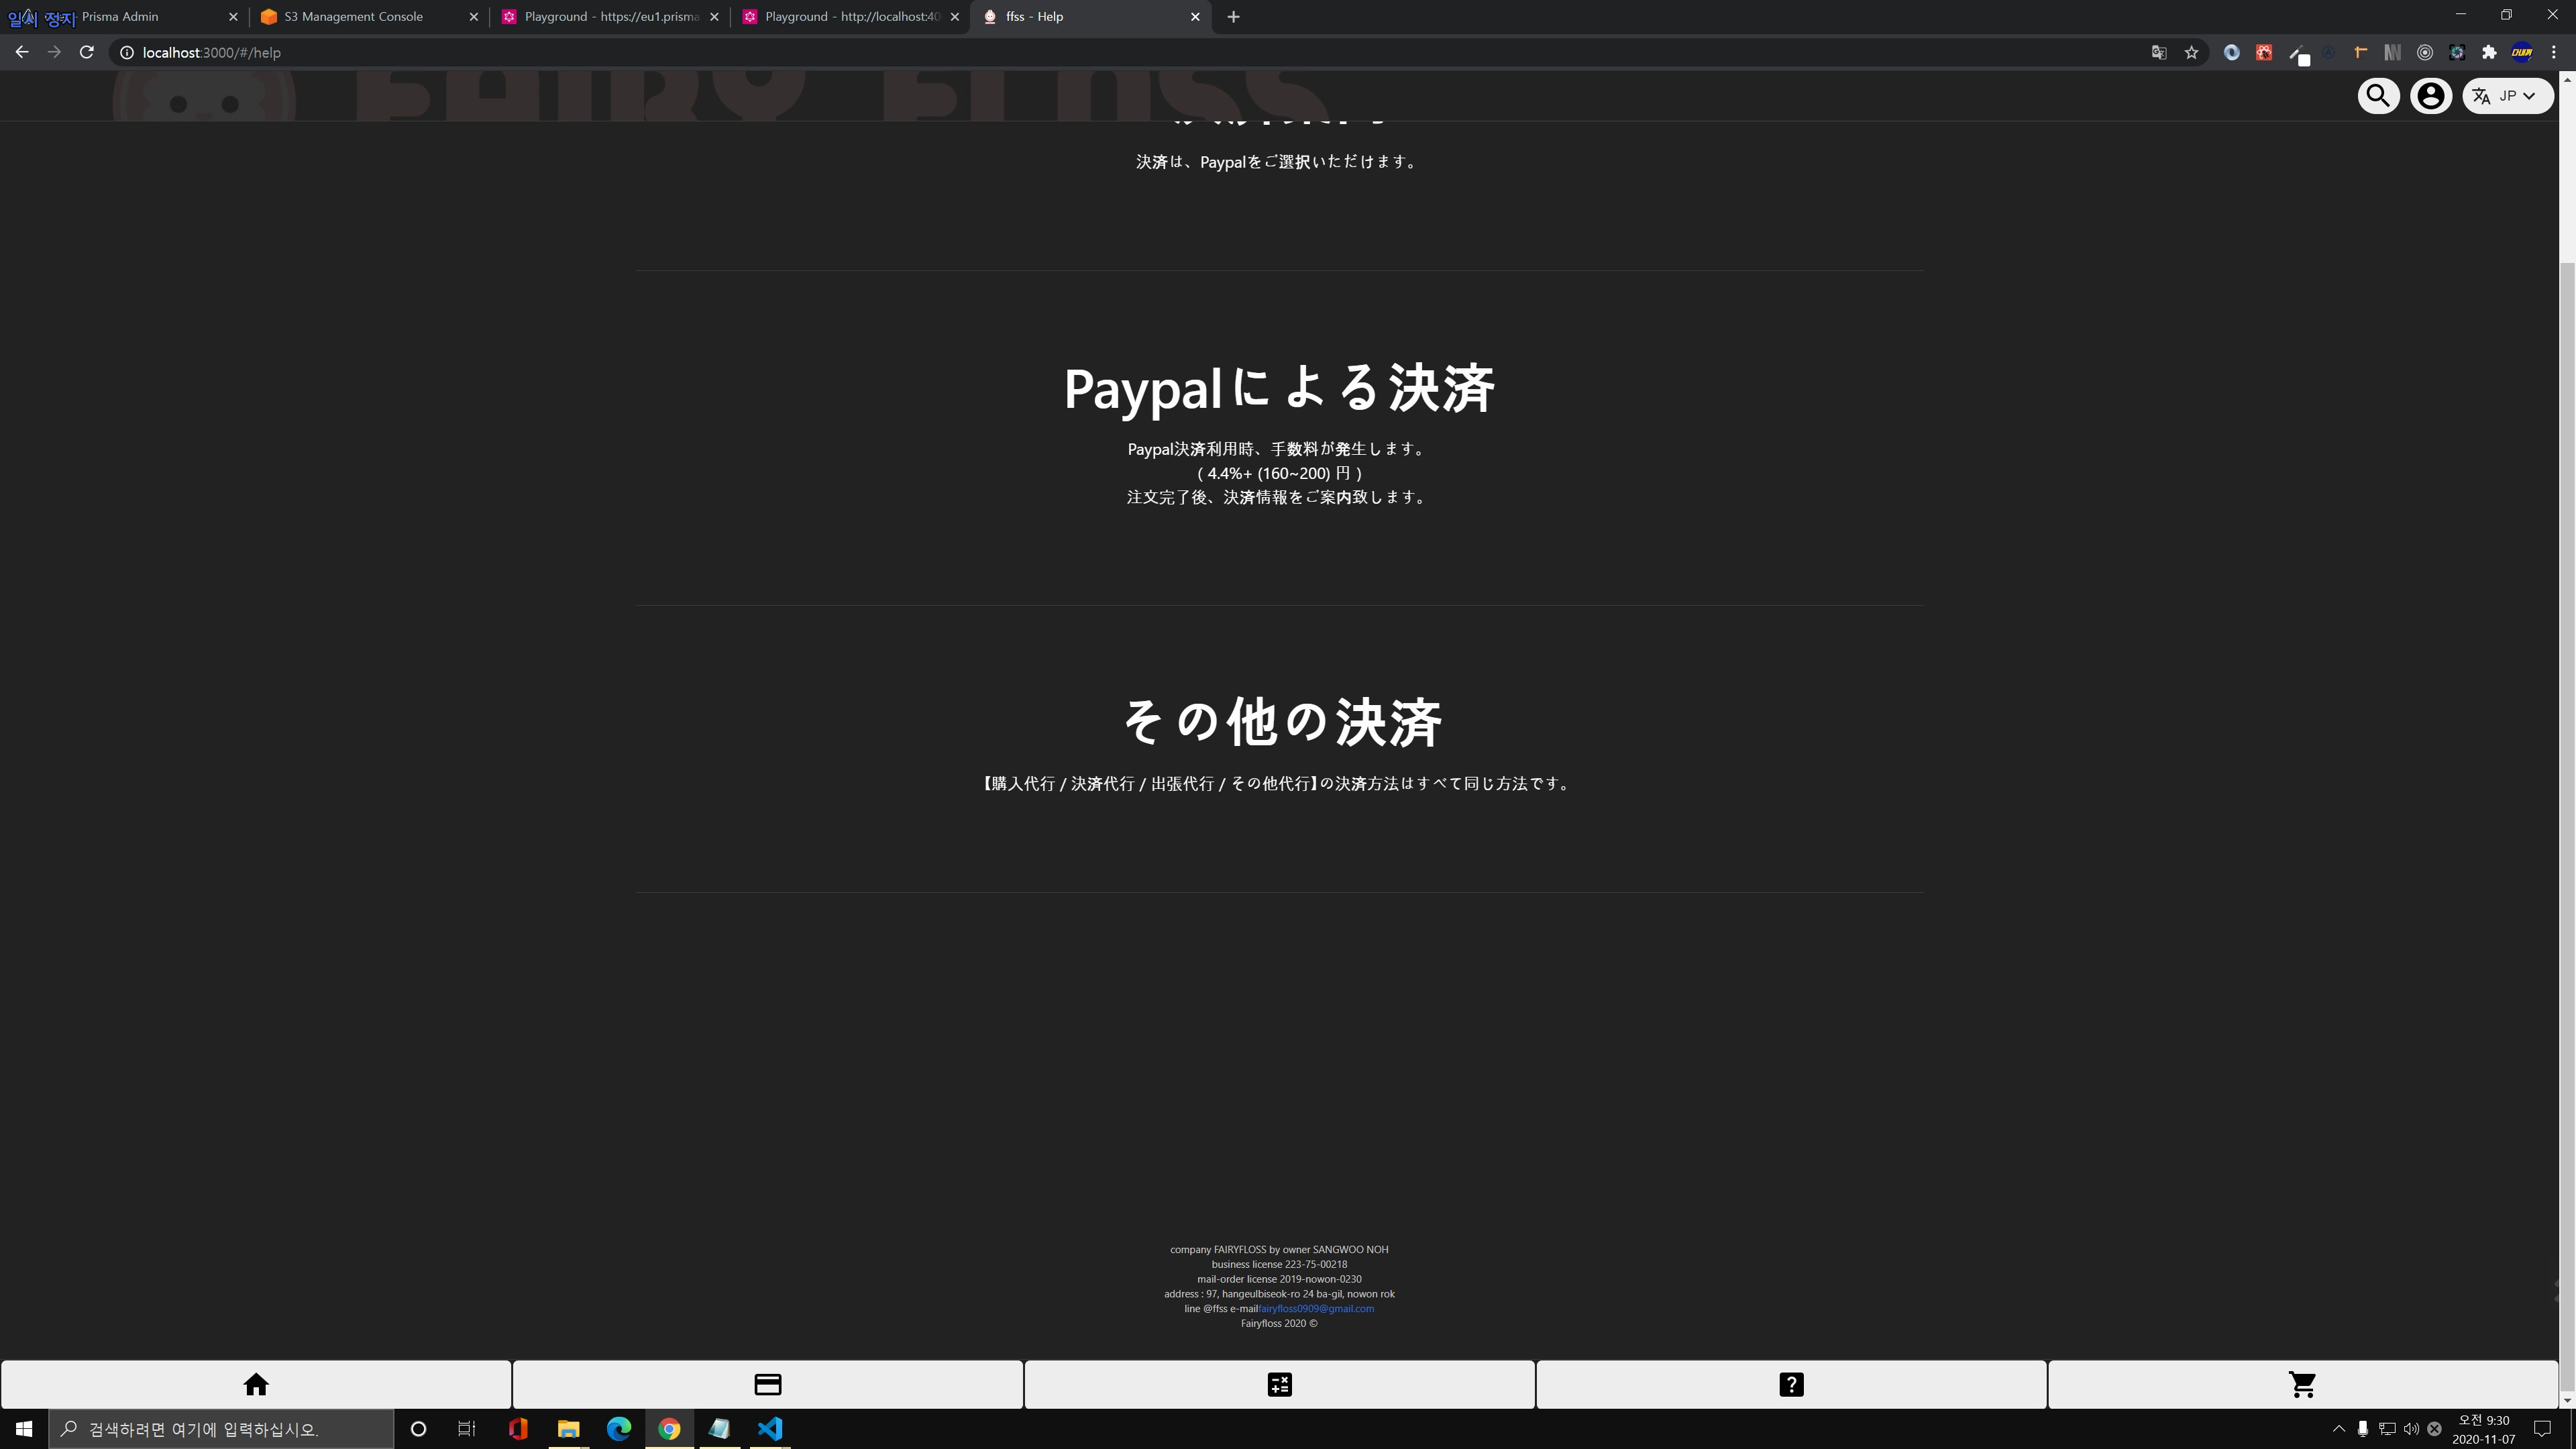 일시 정지
Prisma Admin
S3 Management Console
Playground - https://eu1.prisma
Playground - http://localhost:40
ffss - Help
localhost:3000/#/help
FAIRY FLOSS
JP
決済は、Paypalをご選択いただけます。
Paypalによる決済
Paypal決済利用時、手数料が発生します。
( 4.4%+ (160~200) 円 )
注文完了後、決済情報をご案内致します。
その他の決済
【購入代行 / 決済代行 / 出張代行 / その他代行】の決済方法はすべて同じ方法です。
company FAIRYFLOSS by owner SANGWOO NOH
business license 223-75-00218
mail-order license 2019-nowon-0230
address : 97, hangeulbiseok-ro 24 ba-gil, nowon rok
line @ffss e-mailfairyfloss0909@gmail.com
Fairyfloss 2020 ©
검색하려면 여기에 입력하십시오.
오전 9:30
2020-11-07